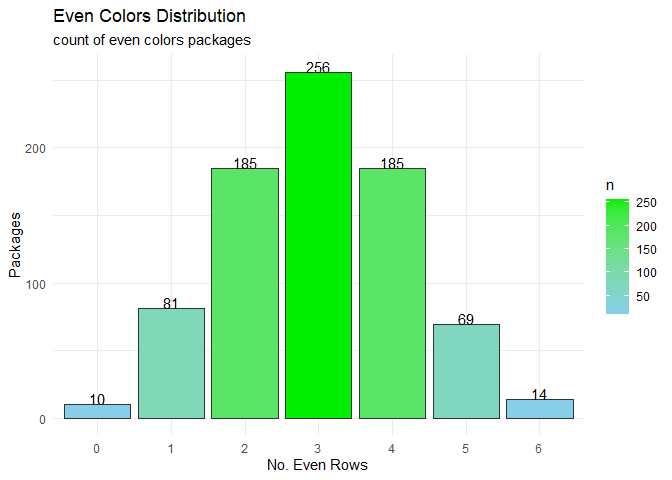 Even Colors Distribution
count of even colors packages
256
185
185
81
69
10
14
200
100
0
Packages
0 1 2 3 4 5 6
No. Even Rows
n
250
200
150
100
50